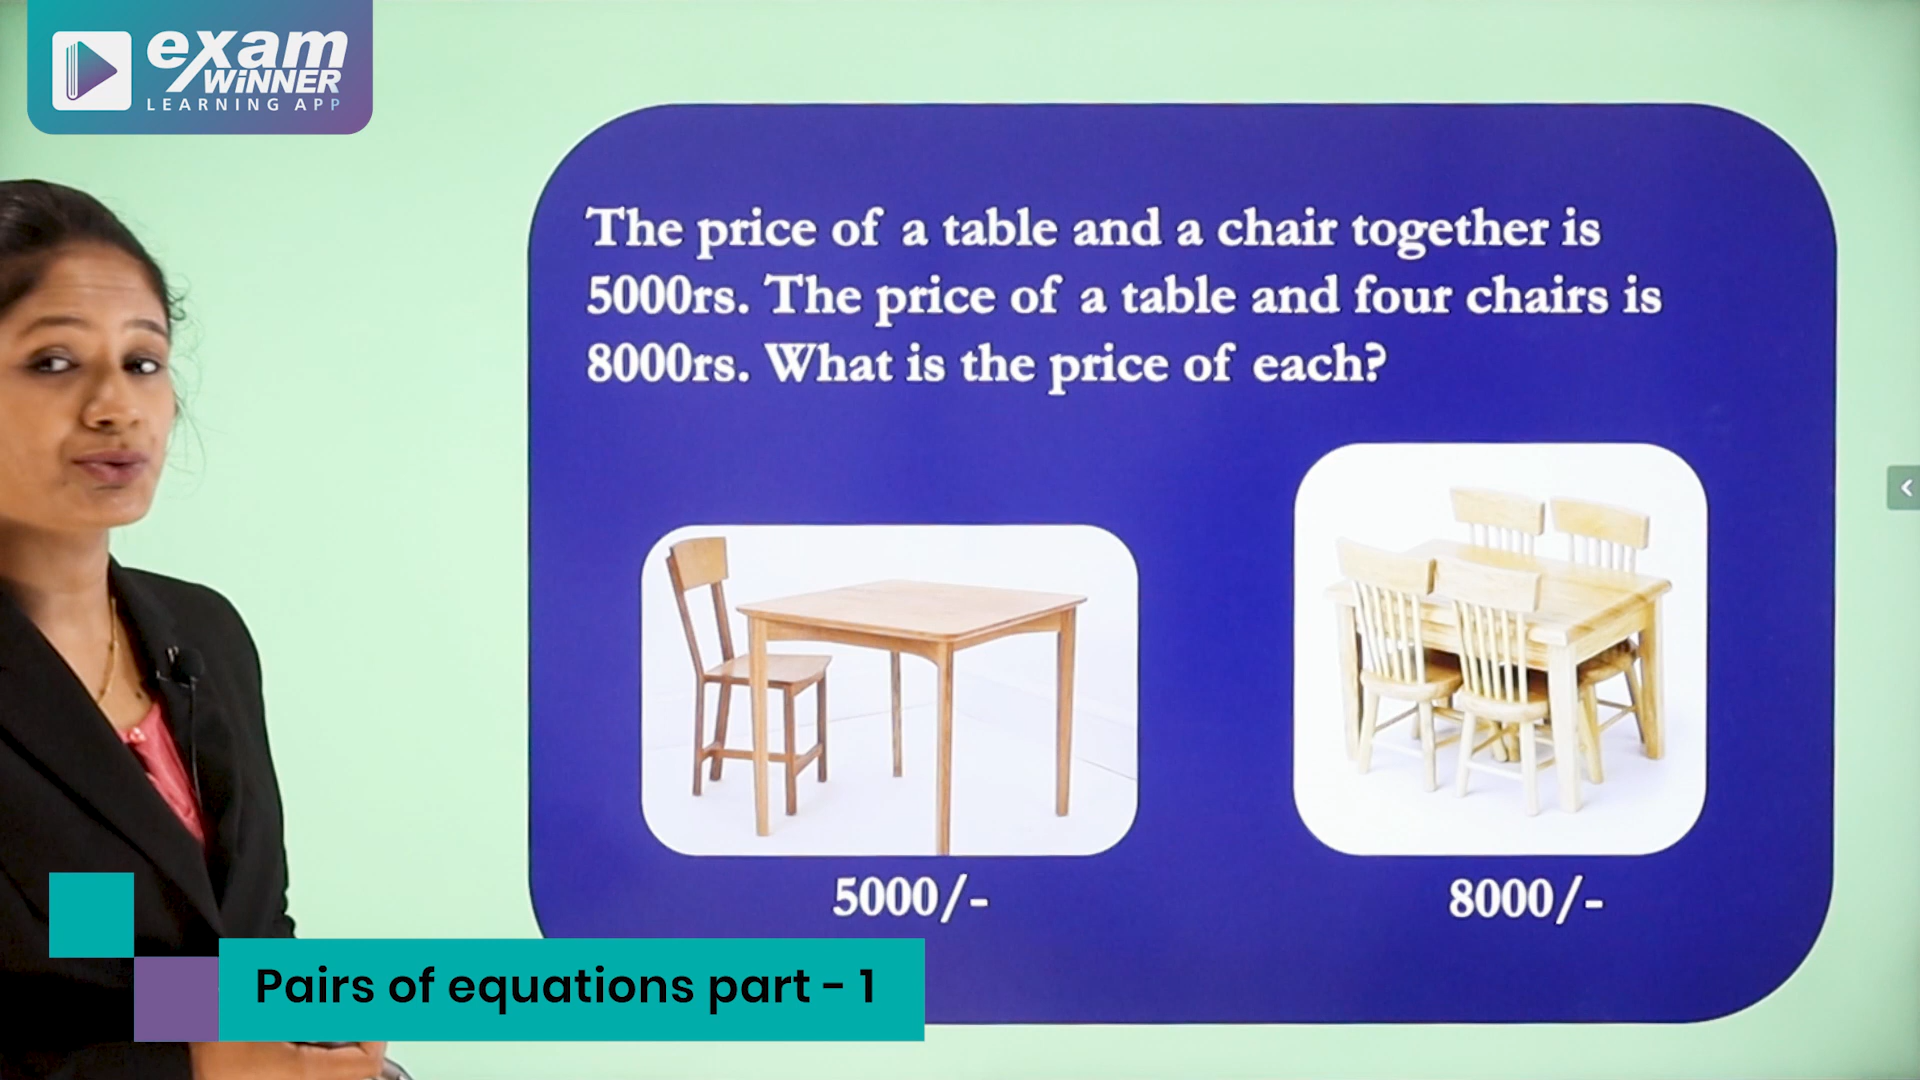 exam
WINNER
LEARNING APP
The price of a table and a chair together is
5000rs. The price of a table and four chairs is
8000rs. What is the price of each?
5000/-
8000/-
Pairs of equations part - 1